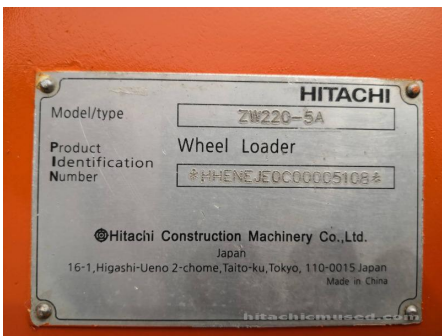 HITACHI
Model/type ZW220-5A
Product Wheel Loader
Identification
Number *HHENEJE0C00005108*
Hitachi Construction Machinery Co.,Ltd.
Japan
16-1,Higashi-Ueno 2-chome,Taito-ku,Tokyo, 110-0015 Japan
Made in China
hitachicmused.com